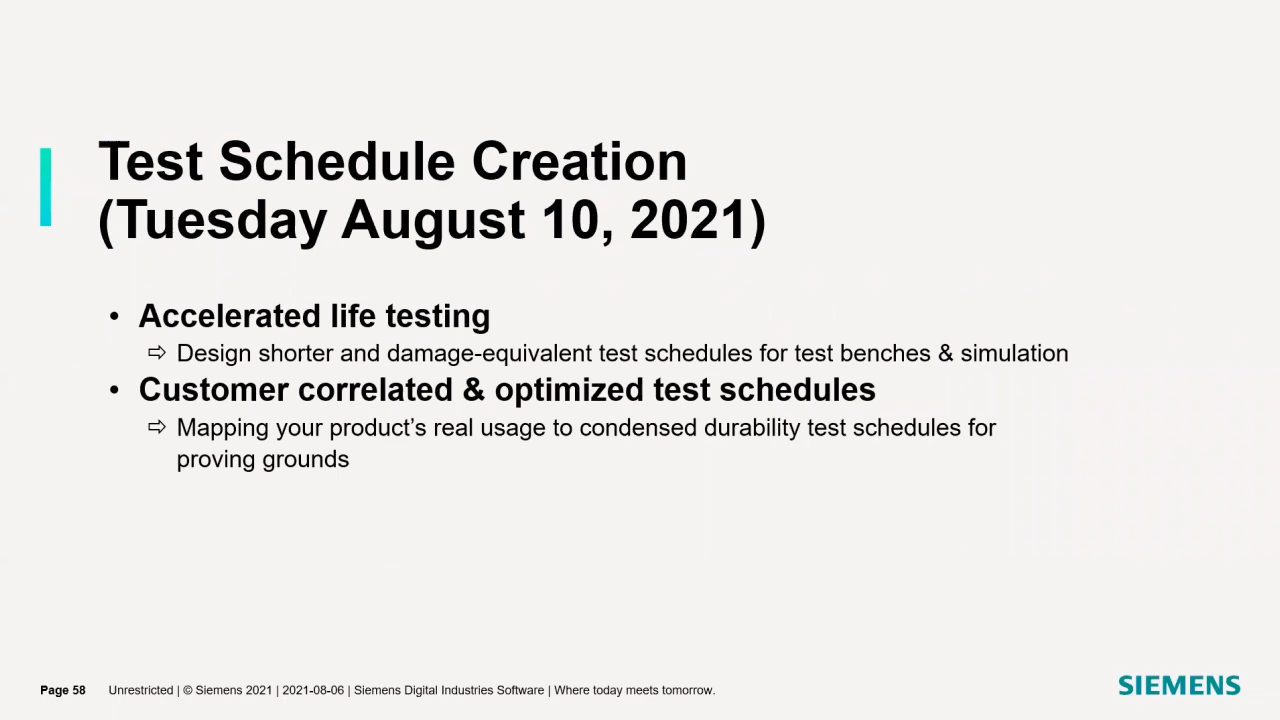 Test Schedule Creation
(Tuesday August 10, 2021)
• Accelerated life testing
⇨ Design shorter and damage-equivalent test schedules for test benches & simulation
• Customer correlated & optimized test schedules
⇨ Mapping your product’s real usage to condensed durability test schedules for
proving grounds
Page 58 Unrestricted | © Siemens 2021 | 2021-08-06 | Siemens Digital Industries Software | Where today meets tomorrow.
SIEMENS